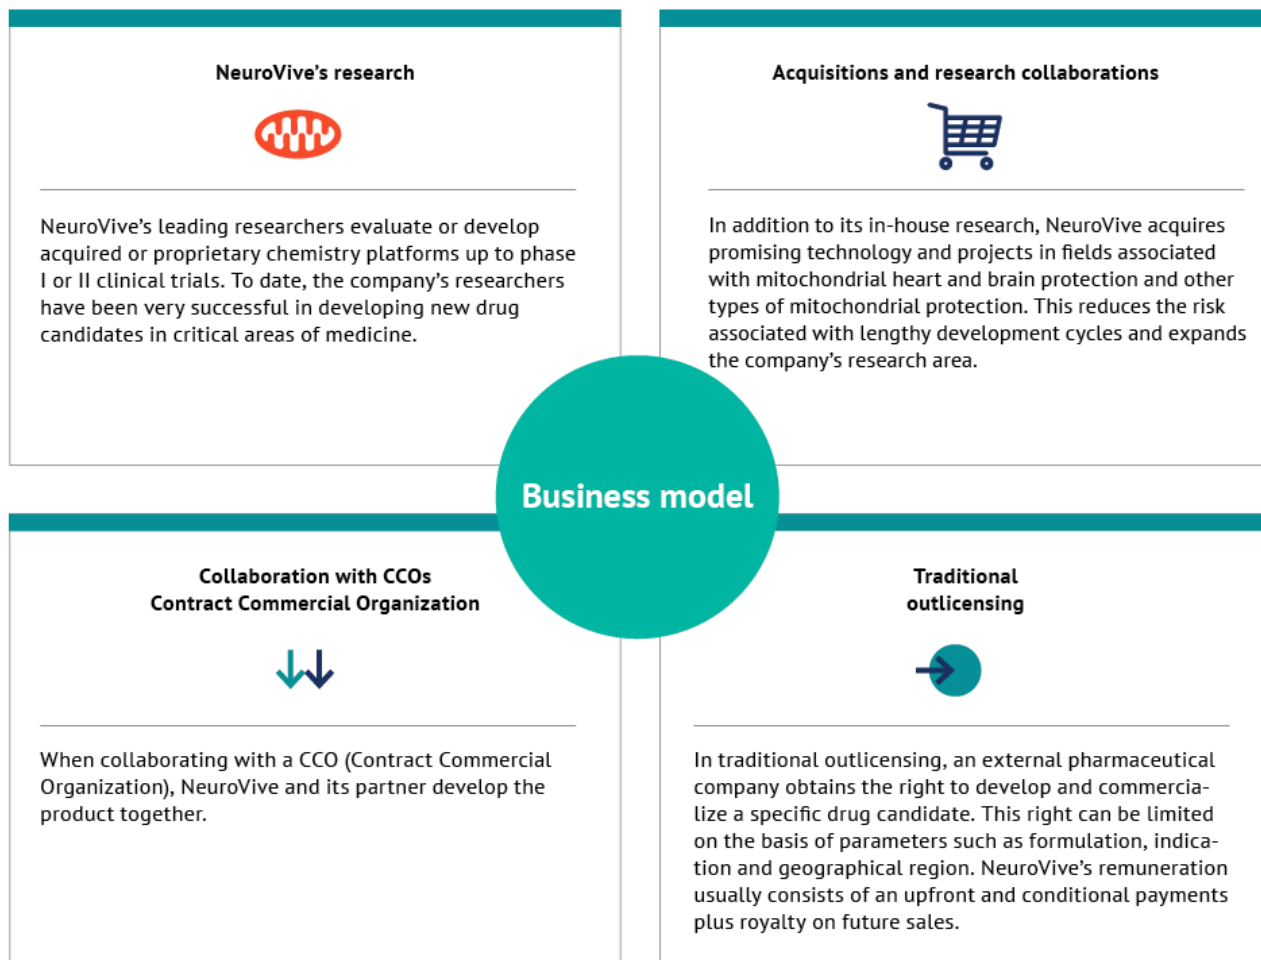 NeuroVive's research
NeuroVive's leading researchers evaluate or develop
acquired or proprietary chemistry platforms up to phase
I or II clinical trials. To date, the company's researchers
have been very successful in developing new drug
candidates in critical areas of medicine.
Acquisitions and research collaborations
In addition to its in-house research, NeuroVive acquires
promising technology and projects in fields associated
with mitochondrial heart and brain protection and other
types of mitochondrial protection. This reduces the risk
associated with lengthy development cycles and expands
the company's research area.
Business model
Collaboration with CCOs
Contract Commercial Organization
When collaborating with a CCO (Contract Commercial
Organization), NeuroVive and its partner develop the
product together.
Traditional
outlicensing
In traditional outlicensing, an external pharmaceutical
company obtains the right to develop and commercia-
lize a specific drug candidate. This right can be limited
on the basis of parameters such as formulation, indica-
tion and geographical region. NeuroVive's remuneration
usually consists of an upfront and conditional payments
plus royalty on future sales.